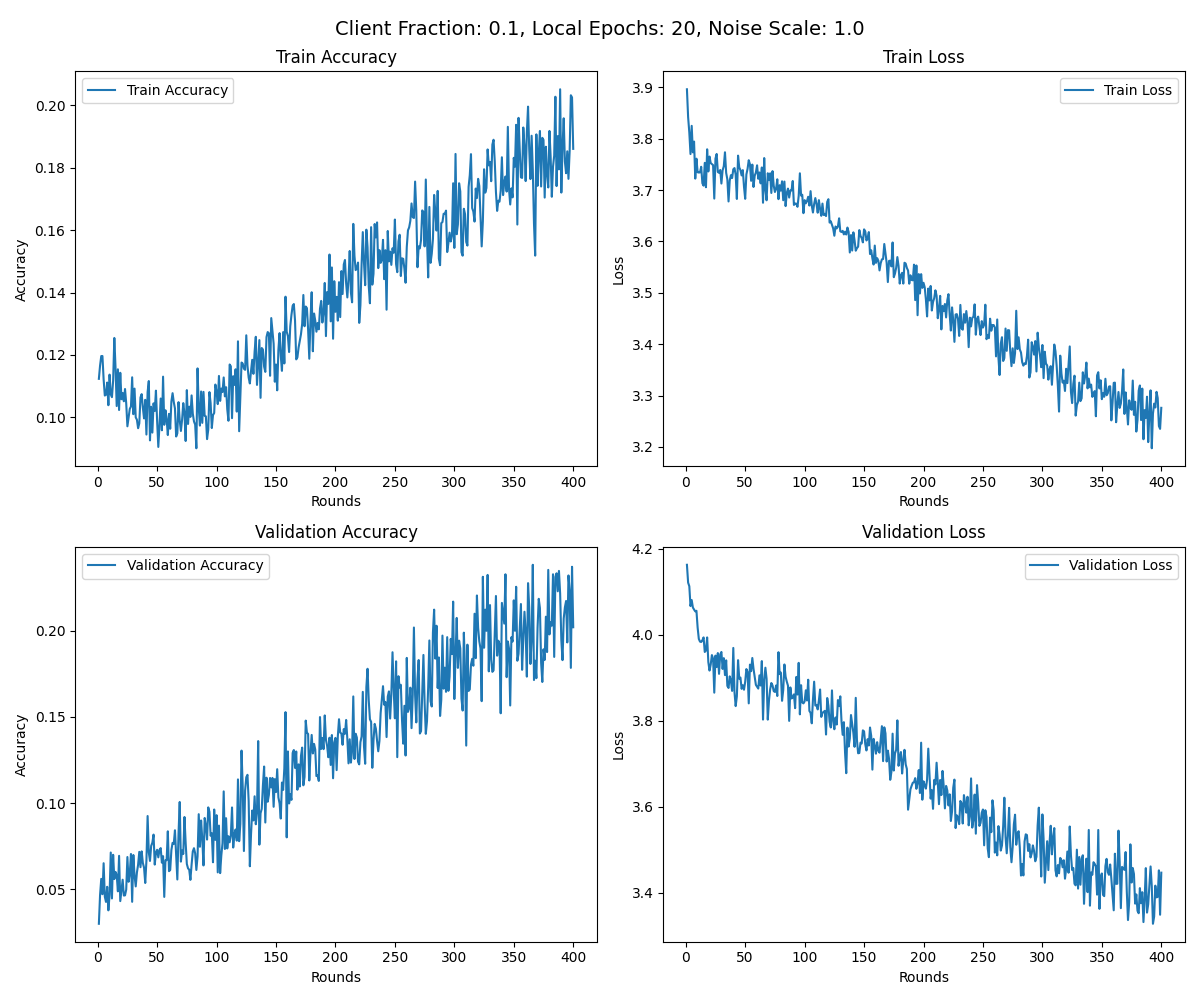 Client Fraction: 0.1, Local Epochs: 20, Noise Scale: 1.0
Train Accuracy
Train Accuracy
Accuracy
0.20
0.18
0.16
0.14
0.12
0.10
0 50 100 150 200 250 300 350 400
Rounds
Train Loss
Train Loss
Loss
3.9
3.8
3.7
3.6
3.5
3.4
3.3
3.2
0 50 100 150 200 250 300 350 400
Rounds
Validation Accuracy
Validation Accuracy
Accuracy
0.20
0.15
0.10
0.05
0 50 100 150 200 250 300 350 400
Rounds
Validation Loss
Validation Loss
Loss
4.2
4.0
3.8
3.6
3.4
0 50 100 150 200 250 300 350 400
Rounds